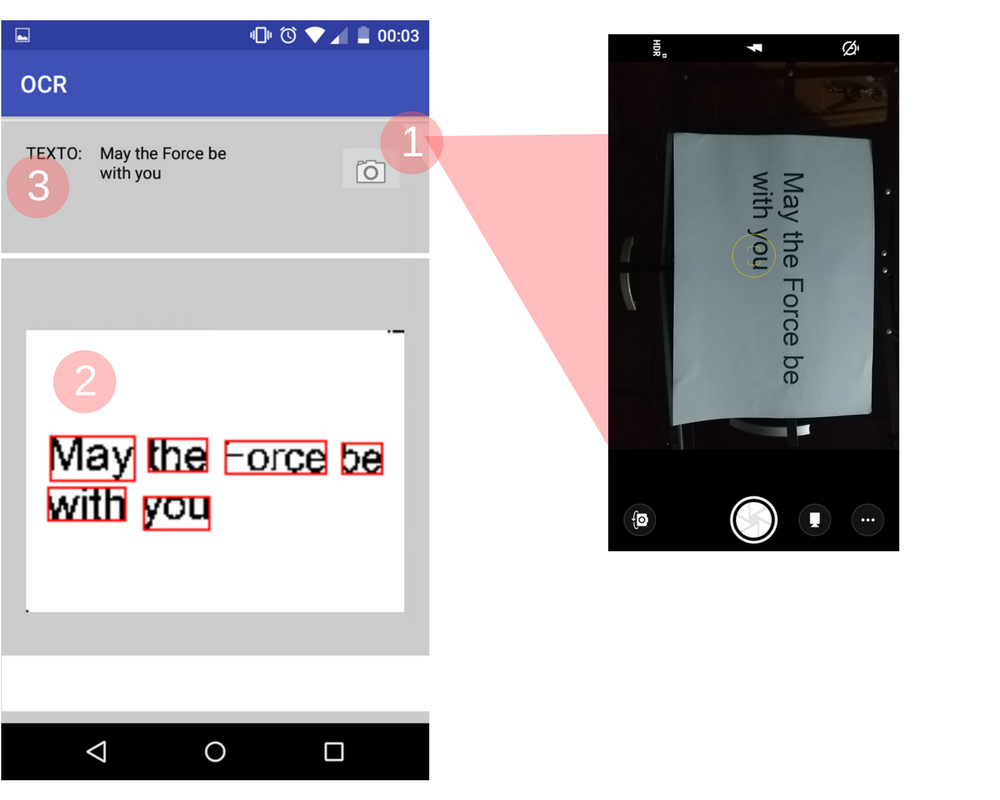 00:03
OCR
1
TEXTO: May the Force be
with you
3
2
May the Force be
with you
HDR
May the Force be
with you